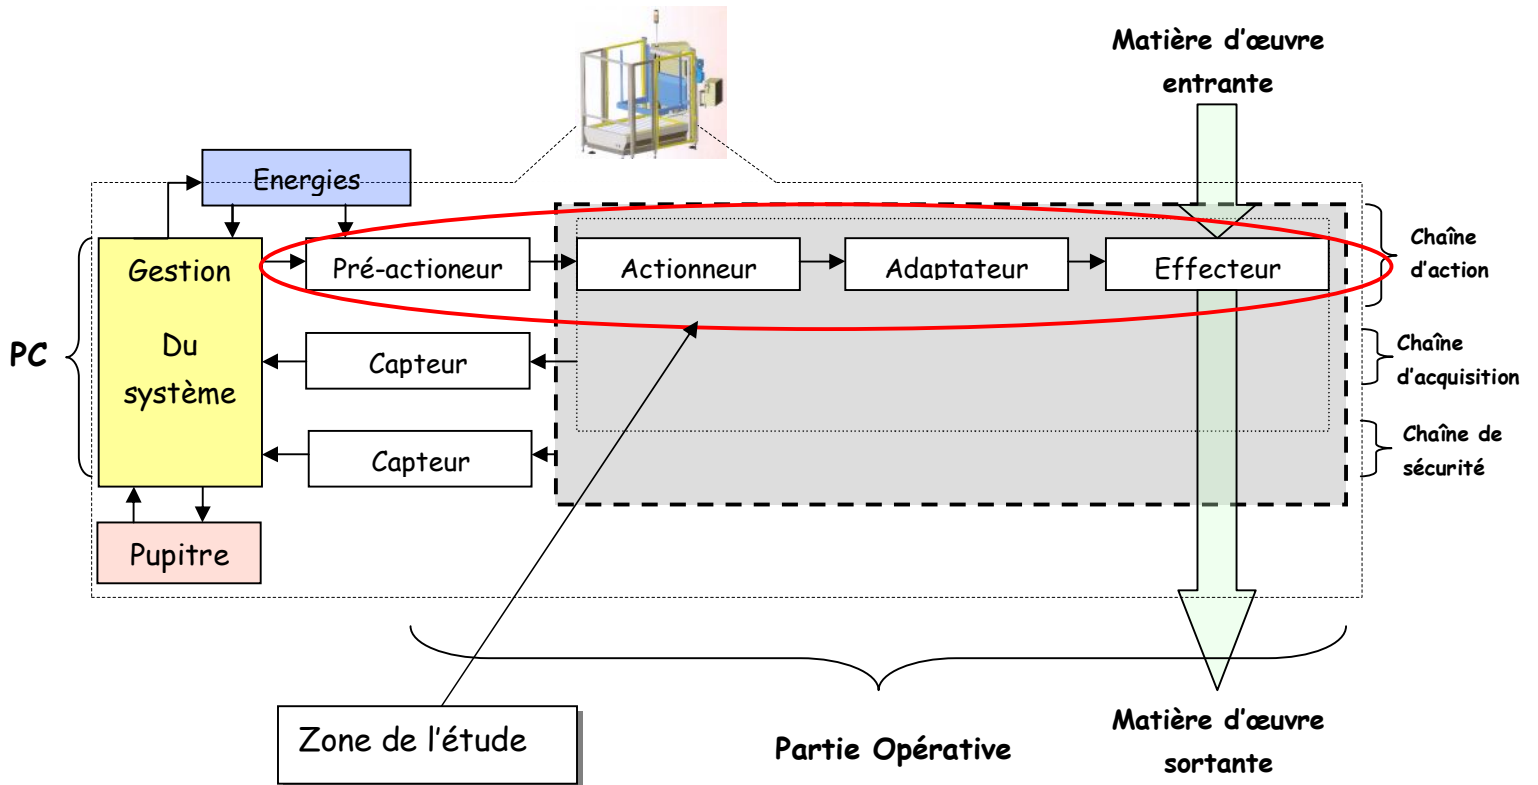 Matière d'œuvre
entrante
Energies
Gestion
Du
système
Pré-actioneur
Actionneur
Adaptateur
Effecteur
Chaîne
d'action
PC
Capteur
Chaîne
d'acquisition
Capteur
Chaîne de
sécurité
Pupitre
Zone de l'étude
Partie Opérative
Matière d'œuvre
sortante